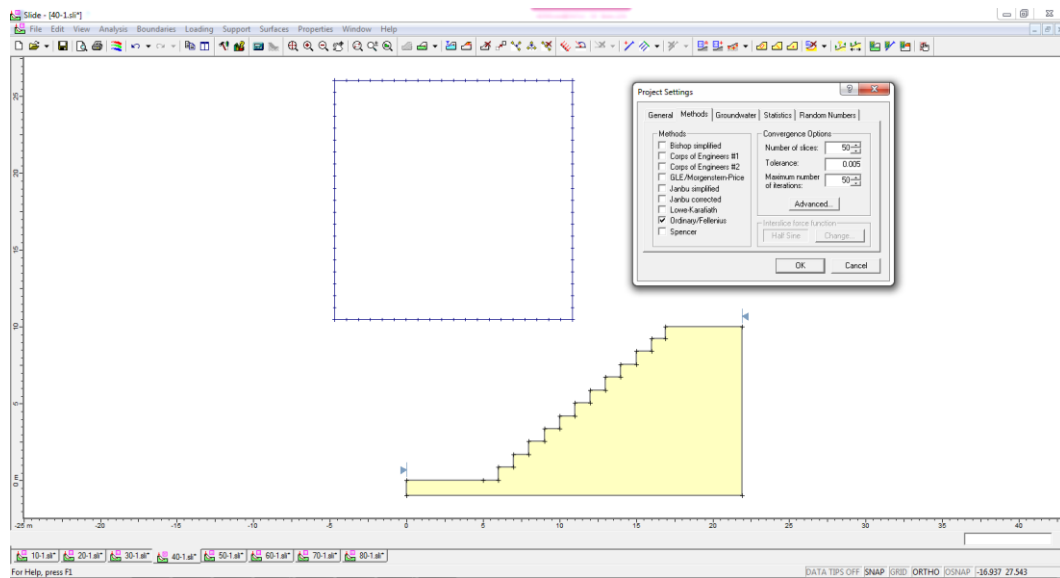 Slide - [40-1.sli*]
File Edit View Analysis Boundaries Loading Support Surfaces Properties Window Help
Project Settings
General Methods Groundwater Statistics Random Numbers
Methods
Bishop simplified
Corps of Engineers #1
Corps of Engineers #2
GLE/Morgenstern-Price
Janbu simplified
Janbu corrected
Lowe-Karafiath
Ordinary/Fellenius
Spencer
Convergence Options
Number of slices: 50
Tolerance: 0.005
Maximum number
of iterations: 50
Advanced...
Interslice force function
Half Sine Change...
OK Cancel
25
20
15
10
5
0 m
-25 m -20 -15 -10 -5 0 5 10 15 20 25 30 35 40
10-1.sli* 20-1.sli* 30-1.sli* 40-1.sli* 50-1.sli* 60-1.sli* 70-1.sli* 80-1.sli*
For Help, press F1
DATA TIPS OFF SNAP GRID ORTHO OSNAP -16.937 27.543